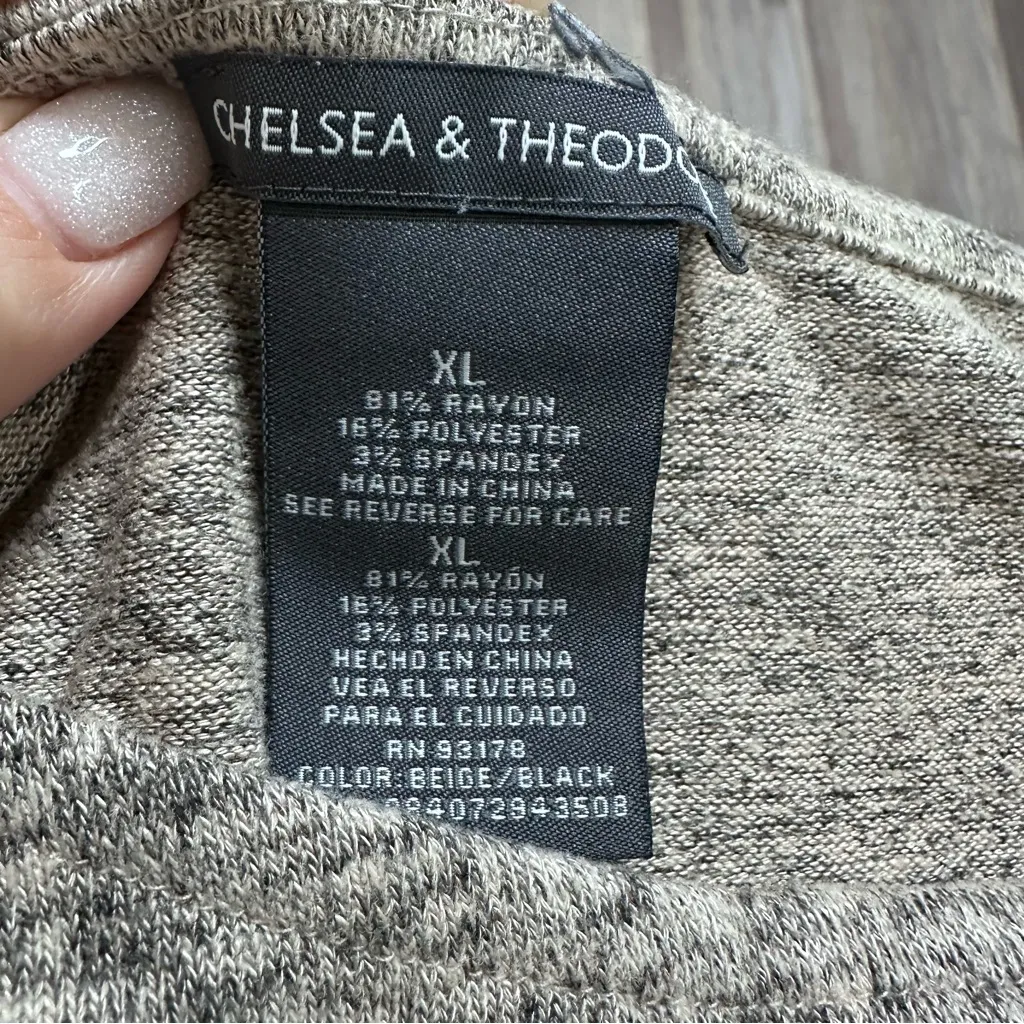 CHELSEA & THEODO
XL
81% RAYON
16% POLYESTER
3% SPANDEX
MADE IN CHINA
SEE REVERSE FOR CARE
XL
81% RAYÓN
16% POLYÉSTER
3% SPANDEX
HECHO EN CHINA
VEA EL REVERSO
PARA EL CUIDADO
RN 93178
COLOR: BEIGE/BLACK